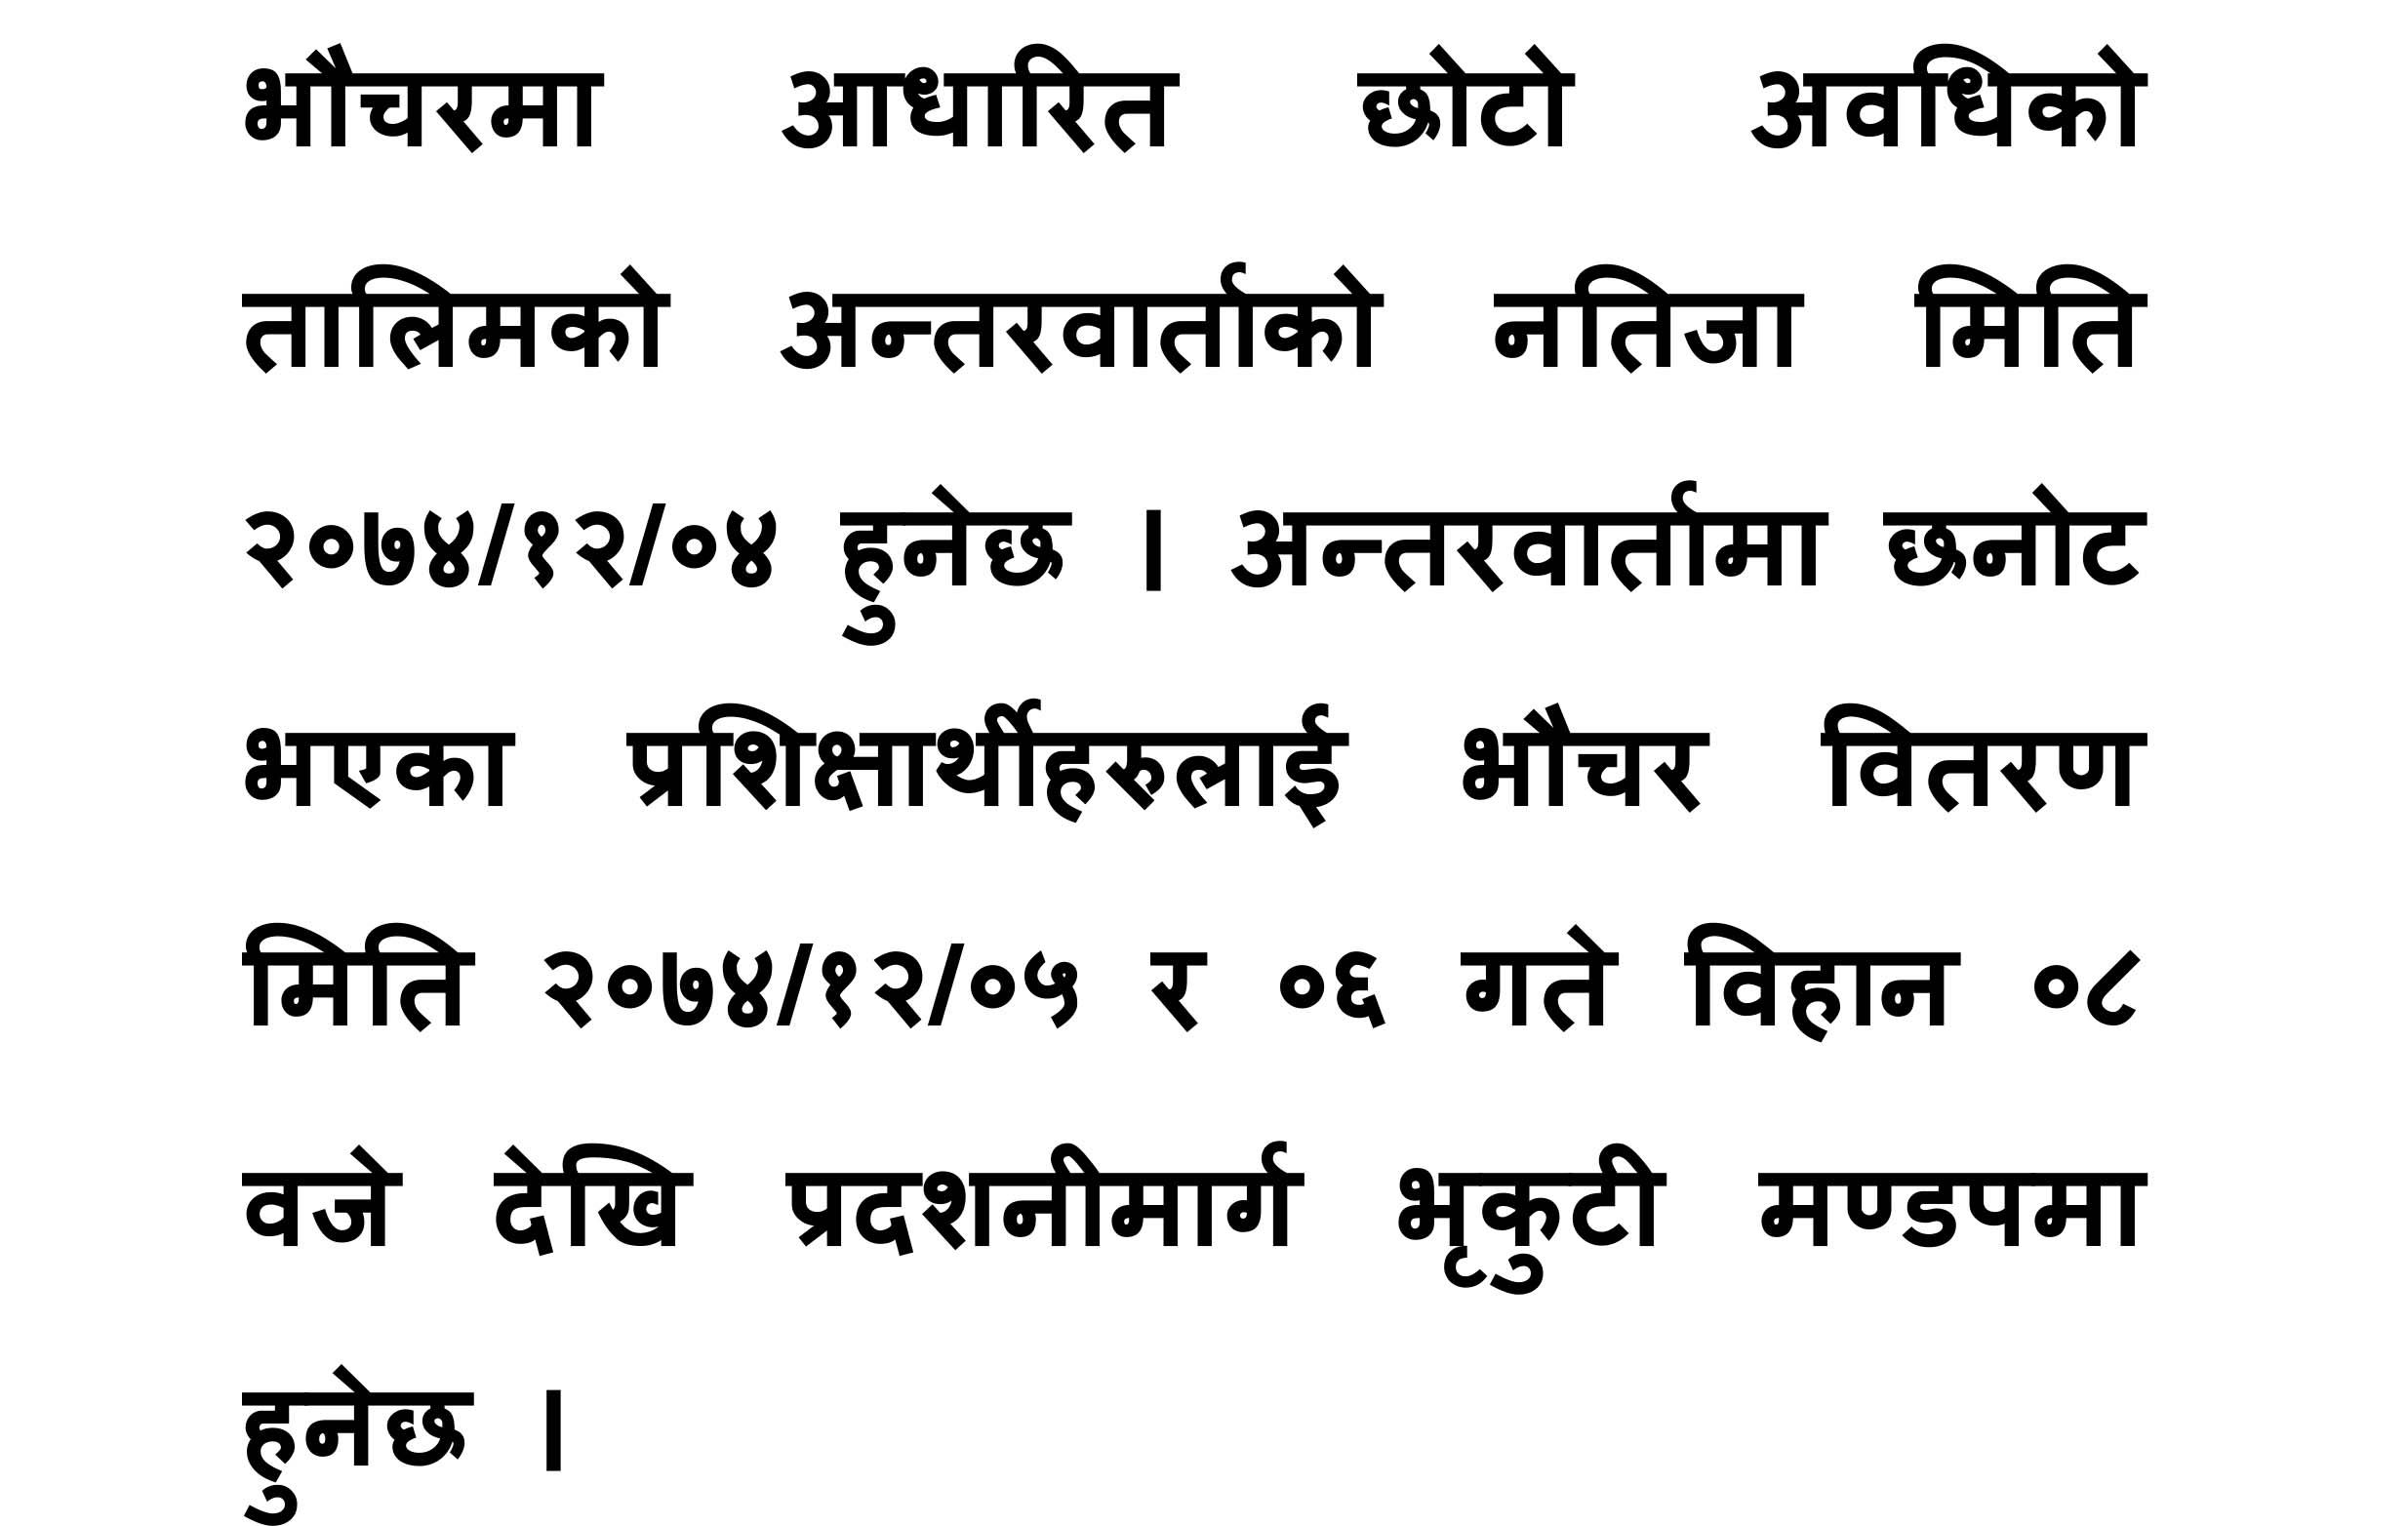 भौचरमा आधारित छोटो अवधिको
तालिमको अन्तरवार्ताको नतिजा मिति
२०७४/१२/०४ हुनेछ । अन्तरवार्तामा छनोट
भएका प्रशिक्षार्थीहरुलाई भौचर वितरण
मिति २०७४/१२/०५ र ०६ गते विहान ०८
वजे देखि प्रदशनीमार्ग भृकुटी मण्डपमा
हुनेछ ।